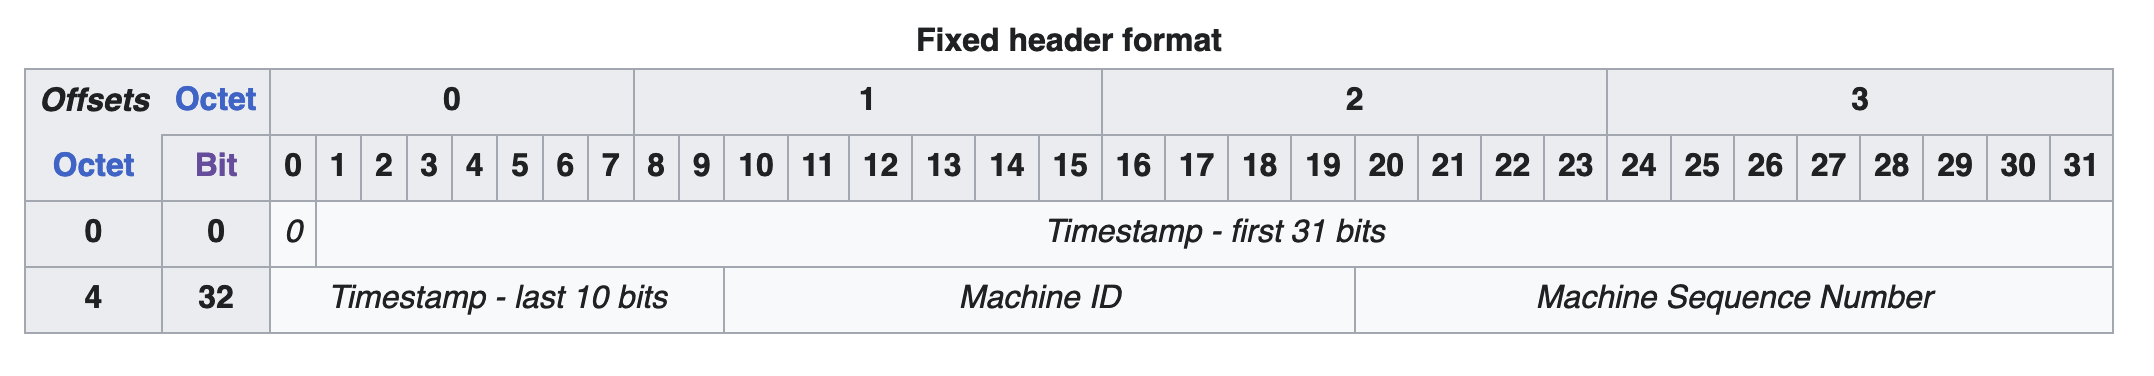 Fixed header format
Offsets Octet 0 1 2 3
Octet Bit 0 1 2 3 4 5 6 7 8 9 10 11 12 13 14 15 16 17 18 19 20 21 22 23 24 25 26 27 28 29 30 31
0 0 0 Timestamp - first 31 bits
4 32 Timestamp - last 10 bits Machine ID Machine Sequence Number